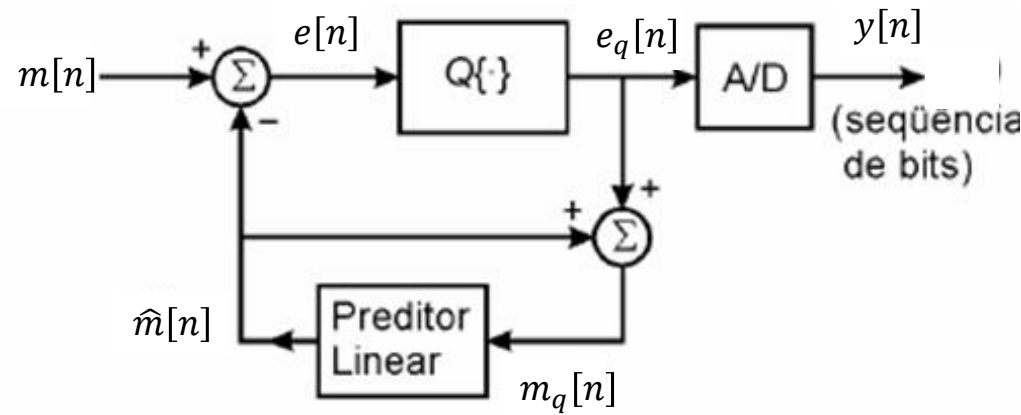 m[n]
+
Σ
−
e[n]
Q{·}
e_q[n]
A/D
y[n]
(seqüência
de bits)
+
+
Σ
m̂[n]
Preditor
Linear
m_q[n]